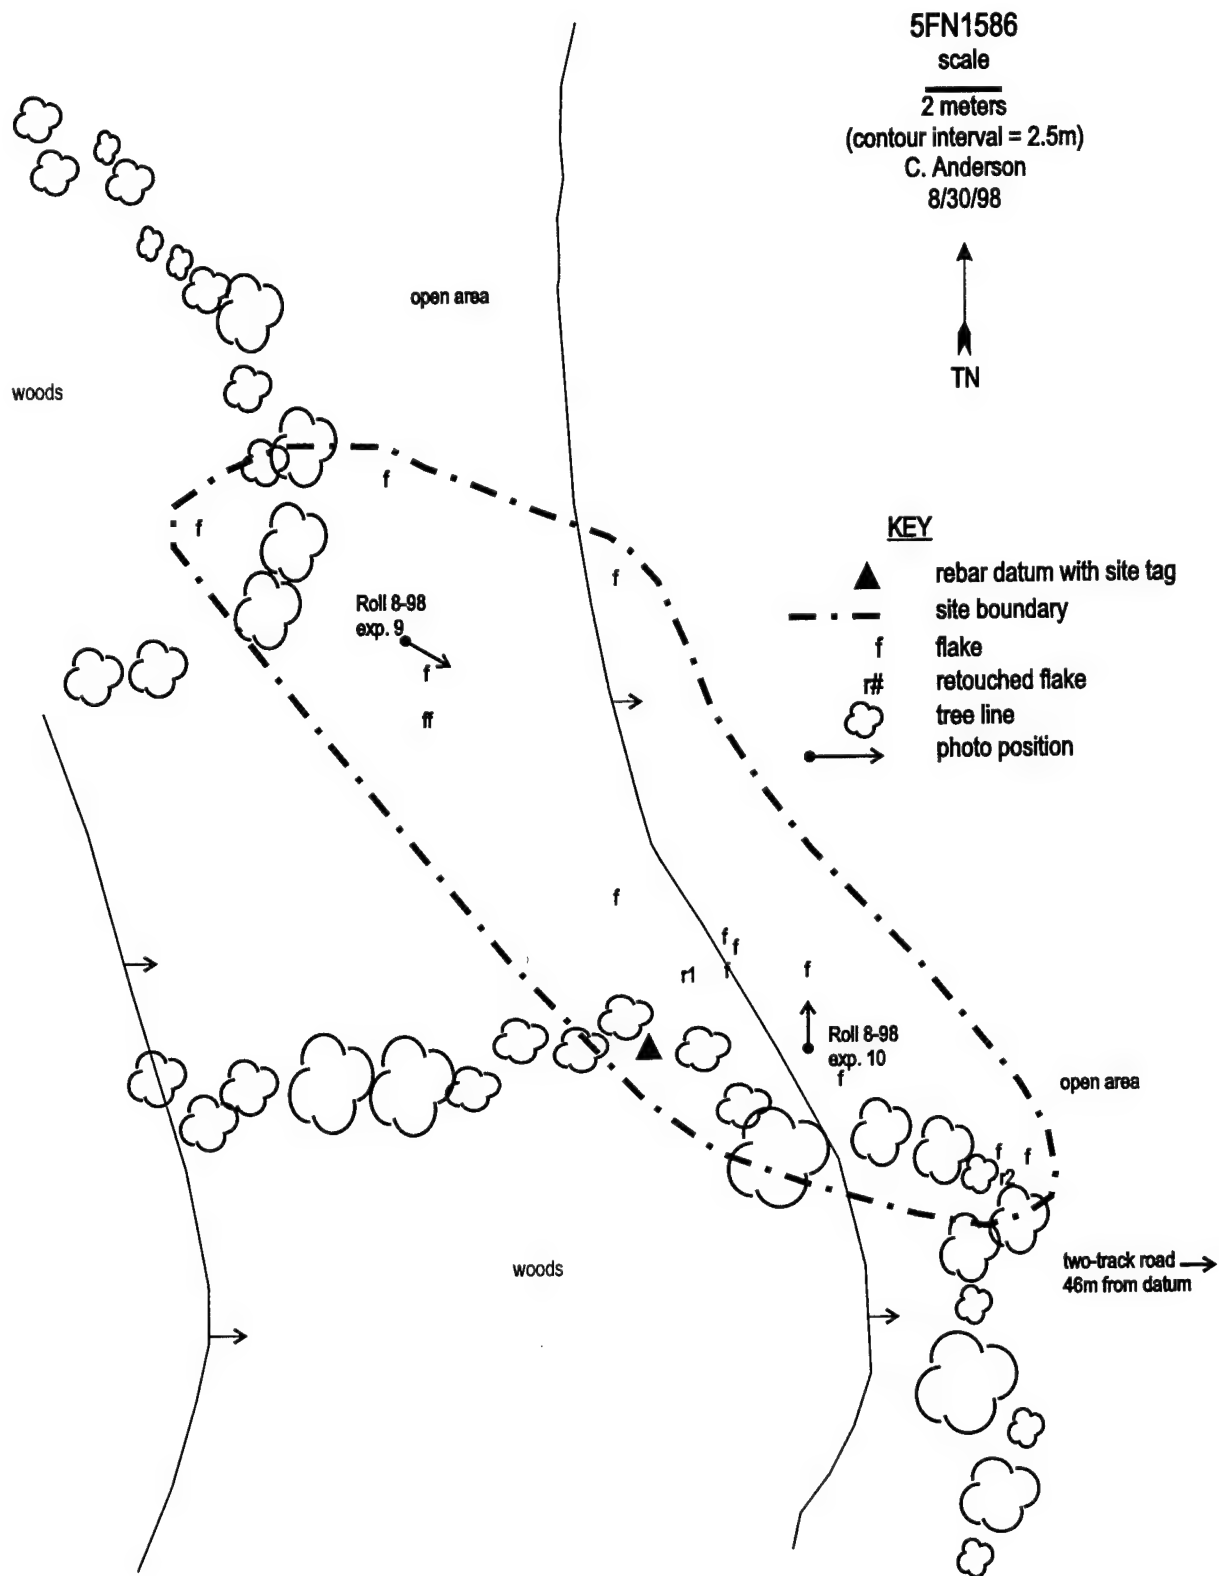 5FN1586
scale
2 meters
(contour interval = 2.5m)
C. Anderson
8/30/98
TN
open area
woods
f
f
KEY
rebar datum with site tag
site boundary
f flake
r# retouched flake
tree line
photo position
f
Roll 8-98
exp. 9
f
ff
f
f
f
r1
f
f
Roll 8-98
exp. 10
f
open area
f
f
r2
two-track road
46m from datum
woods